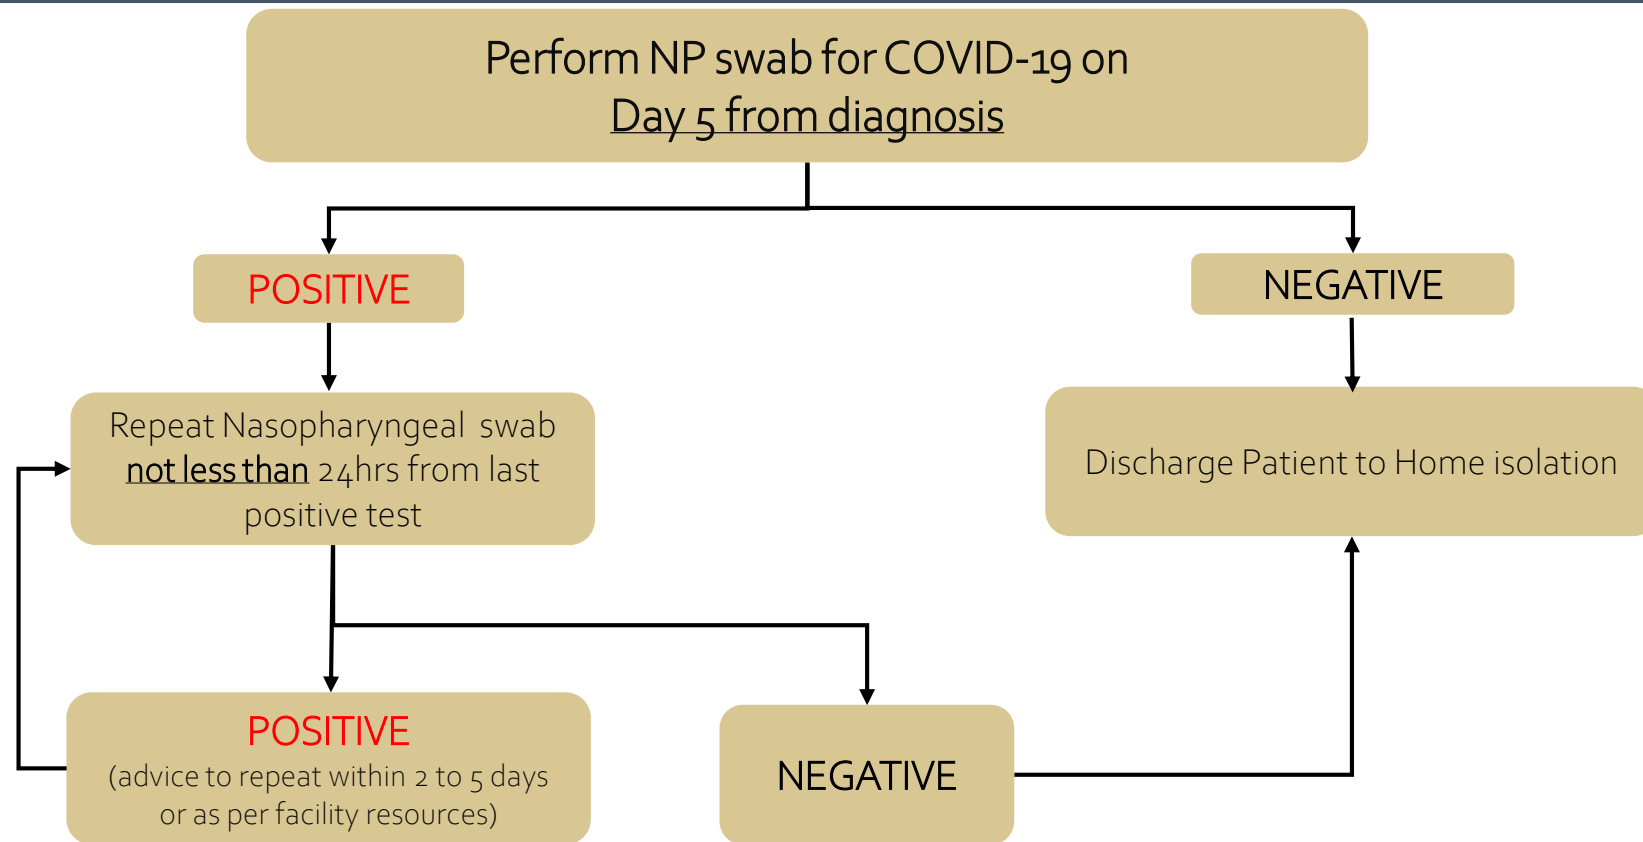 Perform NP swab for COVID-19 on
Day 5 from diagnosis
POSITIVE
NEGATIVE
Repeat Nasopharyngeal swab
not less than 24hrs from last
positive test
Discharge Patient to Home isolation
POSITIVE
(advice to repeat within 2 to 5 days
or as per facility resources)
NEGATIVE